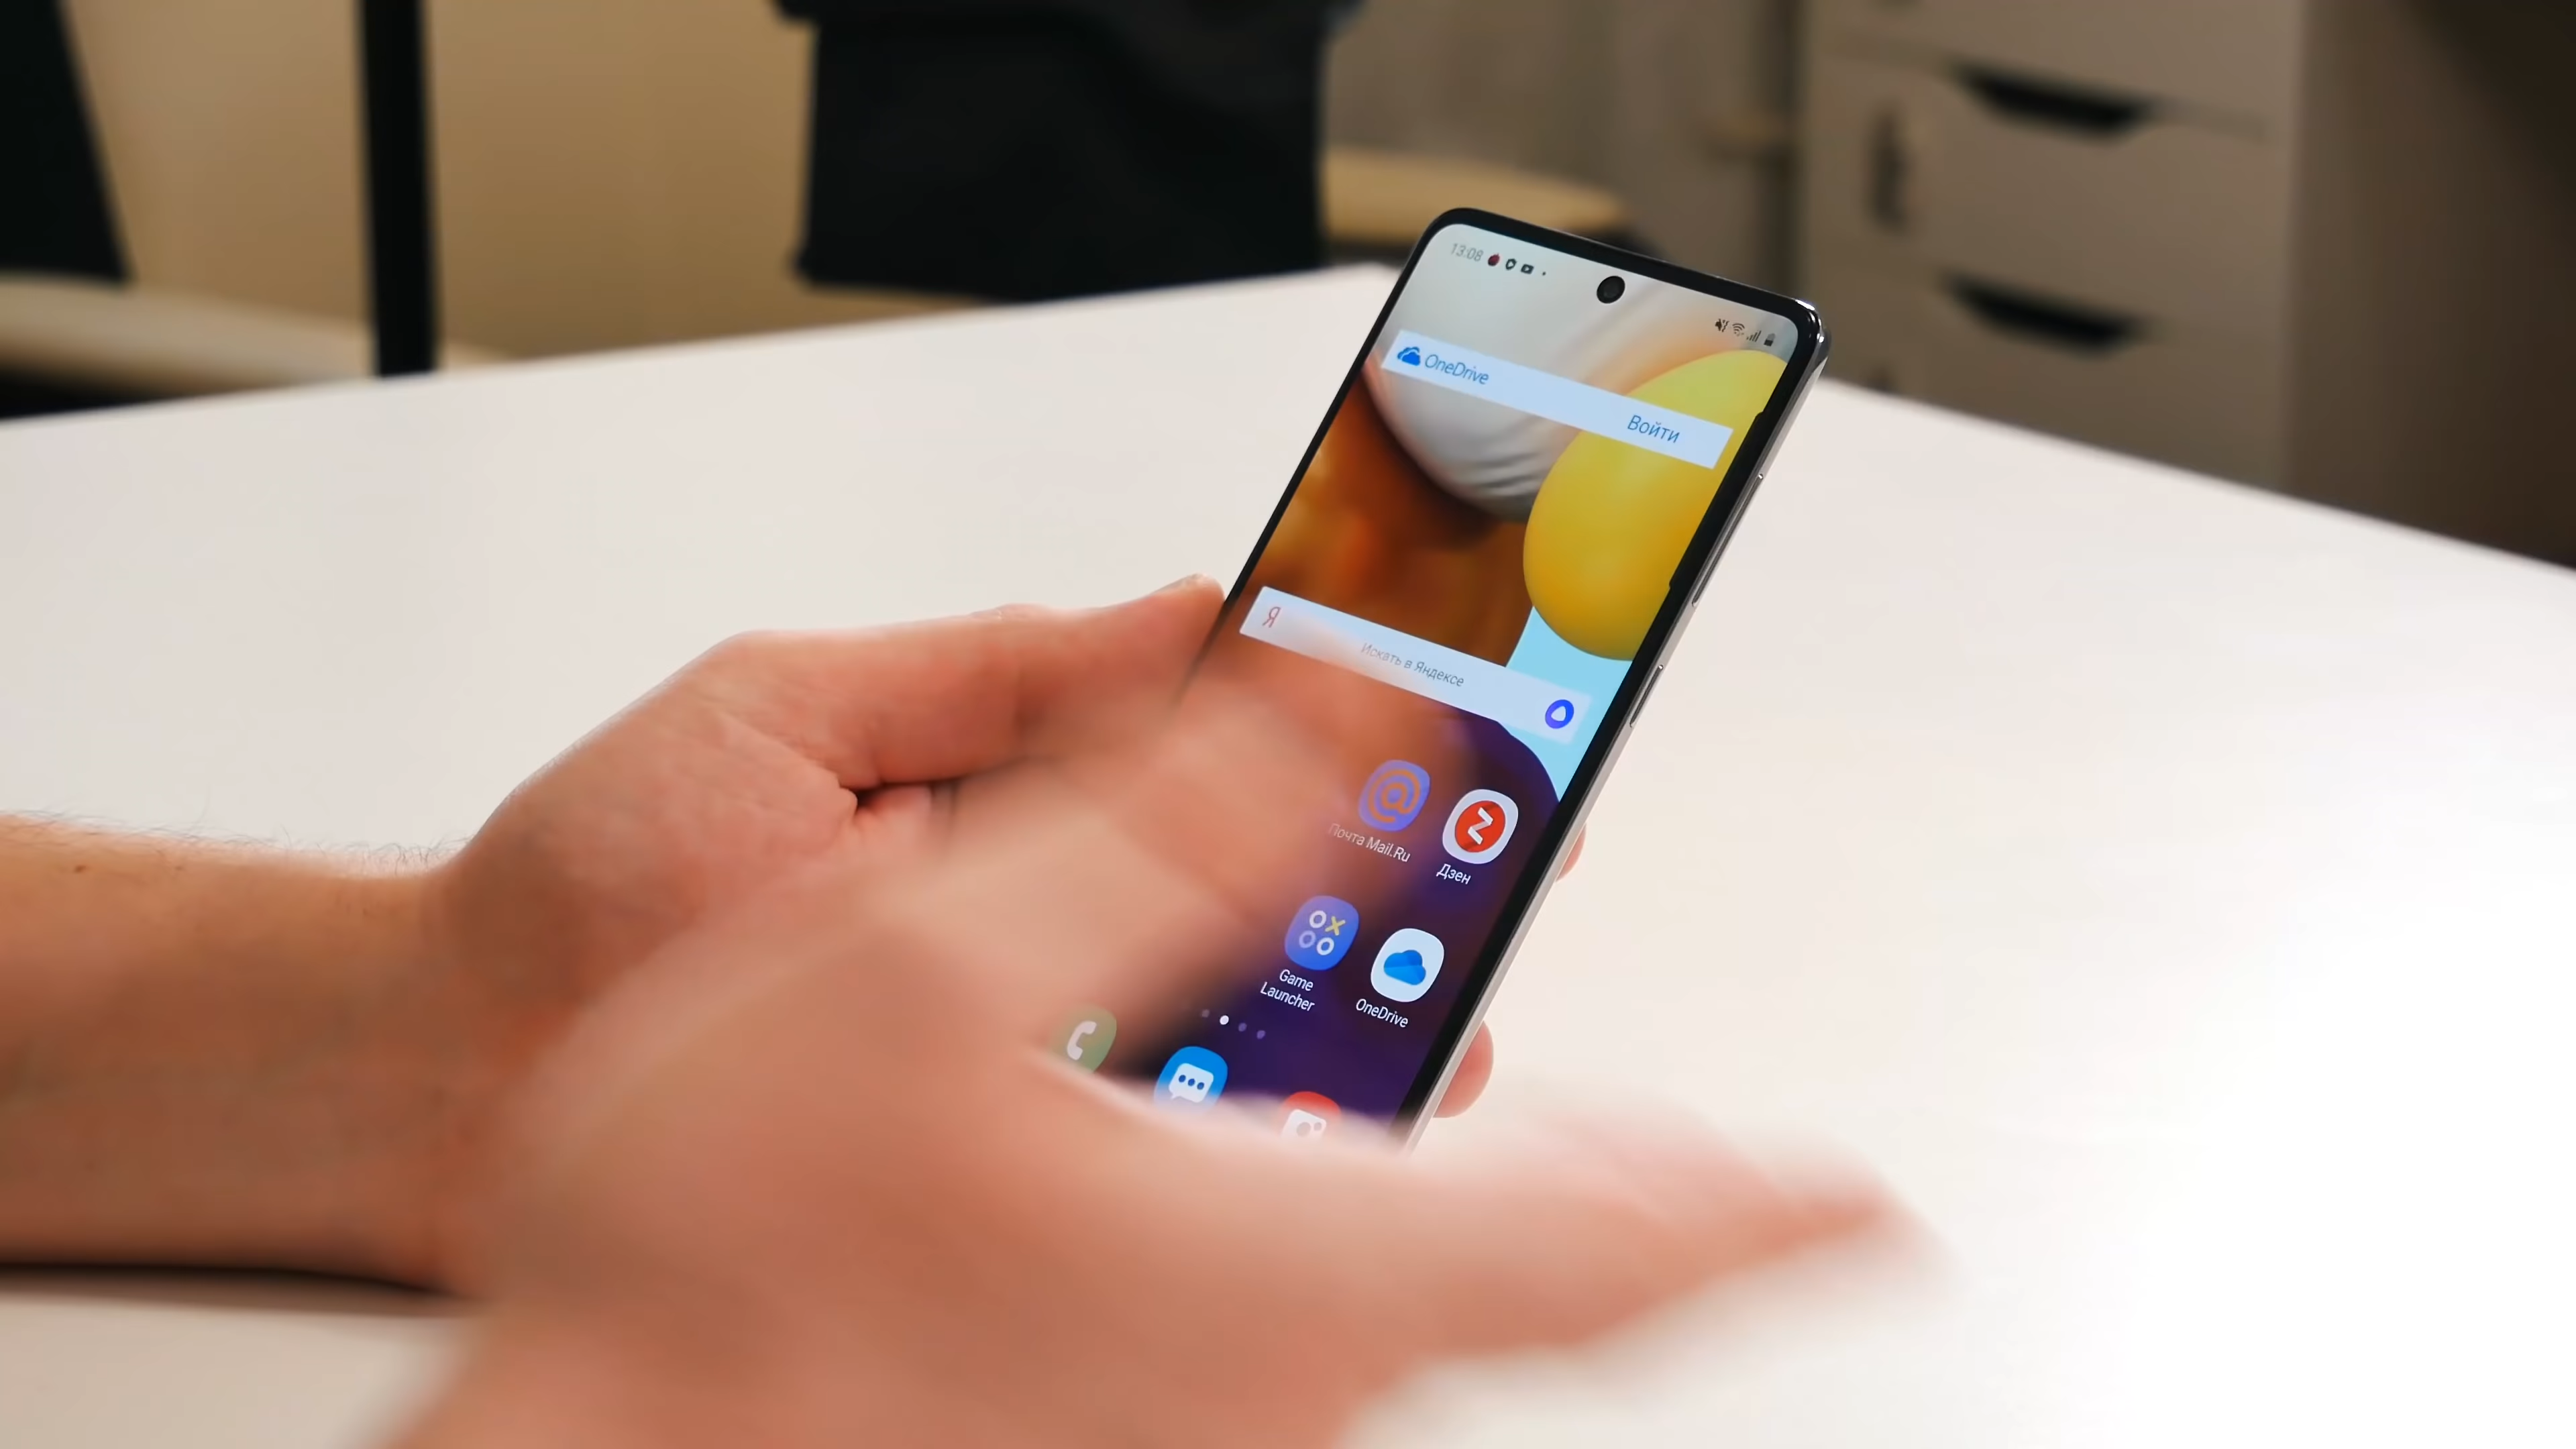 13:08
OneDrive
Войти
Я
Искать в Яндексе
Почта Mail.Ru
Дзен
Game
Launcher
OneDrive